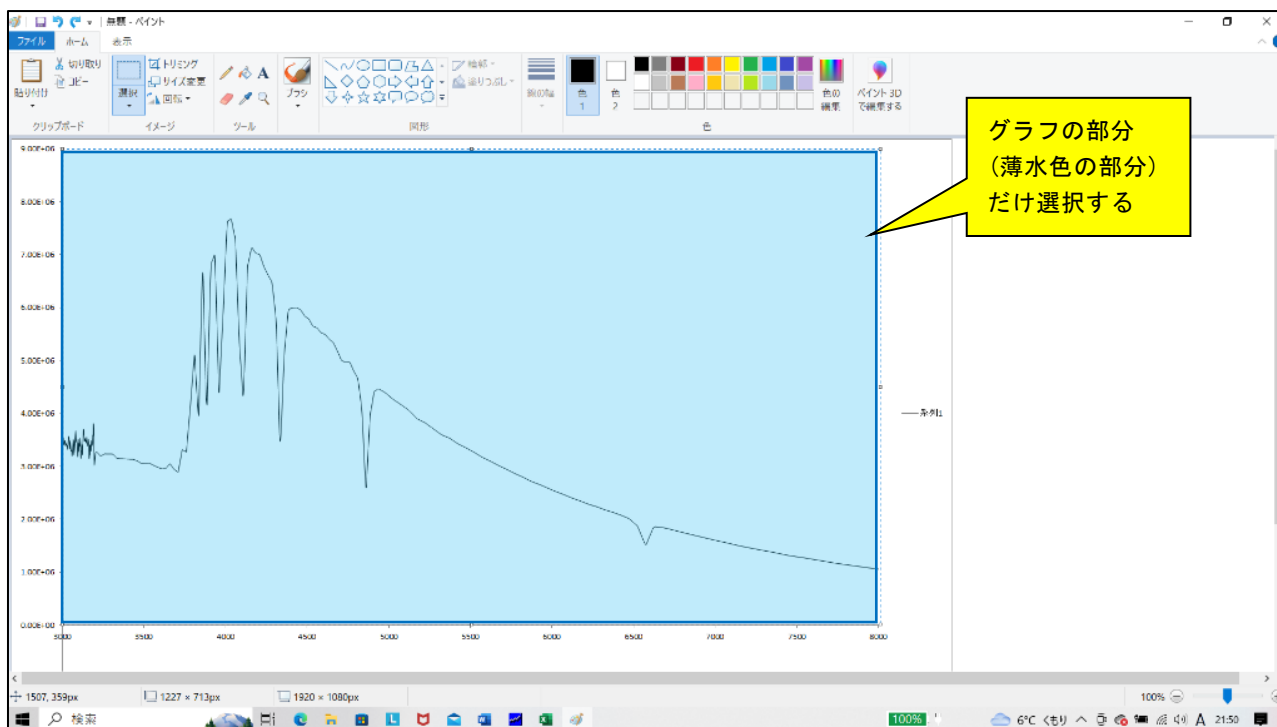 無題 - ペイント
ファイル ホーム 表示
貼り付け
切り取り
コピー
クリップボード
選択
トリミング
サイズ変更
回転
イメージ
A
ツール
ブラシ
輪郭
塗りつぶし
図形
線の幅
色
1
色
2
色の
編集
色
ペイント 3D
で編集する
グラフの部分
（薄水色の部分）
だけ選択する
9.00E+06
8.00E+06
7.00E+06
6.00E+06
5.00E+06
4.00E+06
3.00E+06
2.00E+06
1.00E+06
0.00E+00
3000 3500 4000 4500 5000 5500 6000 6500 7000 7500 8000
系列1
1507, 359px 1227 × 713px 1920 × 1080px 100%
検索 100% 6°C くもり A 21:50